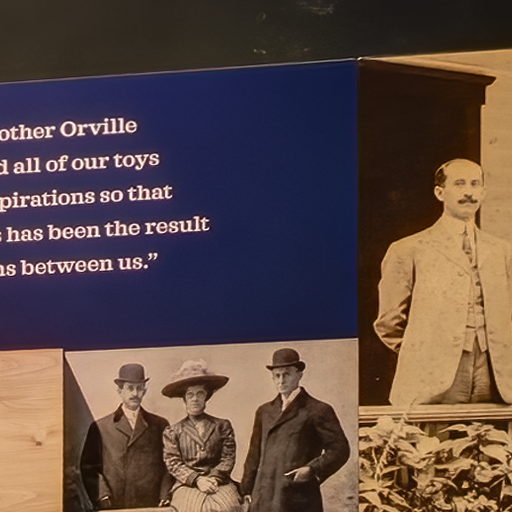 other Orville
d all of our toys
pirations so that
s has been the result
ns between us.”